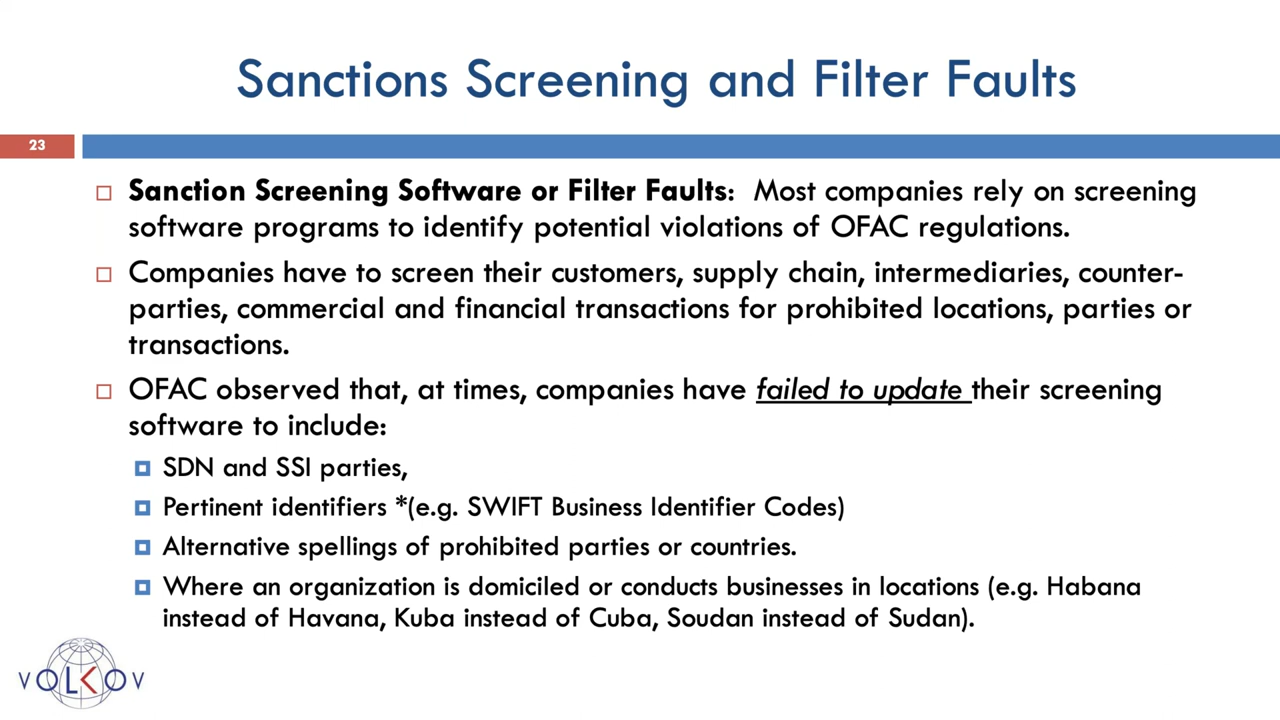 Sanctions Screening and Filter Faults
23
Sanction Screening Software or Filter Faults: Most companies rely on screening
software programs to identify potential violations of OFAC regulations.
Companies have to screen their customers, supply chain, intermediaries, counter-
parties, commercial and financial transactions for prohibited locations, parties or
transactions.
OFAC observed that, at times, companies have failed to update their screening
software to include:
SDN and SSI parties,
Pertinent identifiers *(e.g. SWIFT Business Identifier Codes)
Alternative spellings of prohibited parties or countries.
Where an organization is domiciled or conducts businesses in locations (e.g. Habana
instead of Havana, Kuba instead of Cuba, Soudan instead of Sudan).
VOLKOV